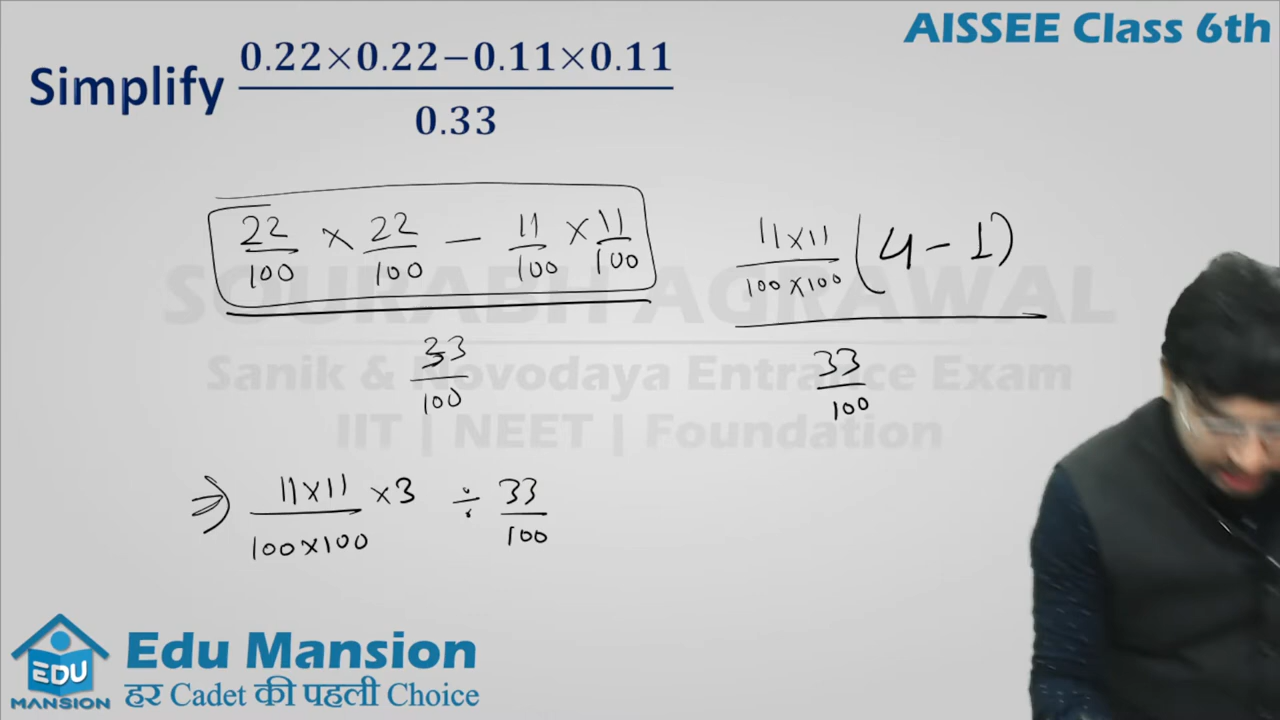 AISSEE Class 6th
Simplify (0.22×0.22−0.11×0.11)/0.33
22/100 × 22/100 − 11/100 × 11/100
33/100
11×11/100×100 (4−1)
33/100
SOURABH AGRAWAL
Sanik & Novodaya Entrance Exam
IIT | NEET | Foundation
⇒ 11×11/100×100 ×3 ÷ 33/100
EDU
MANSION
Edu Mansion
हर Cadet की पहली Choice